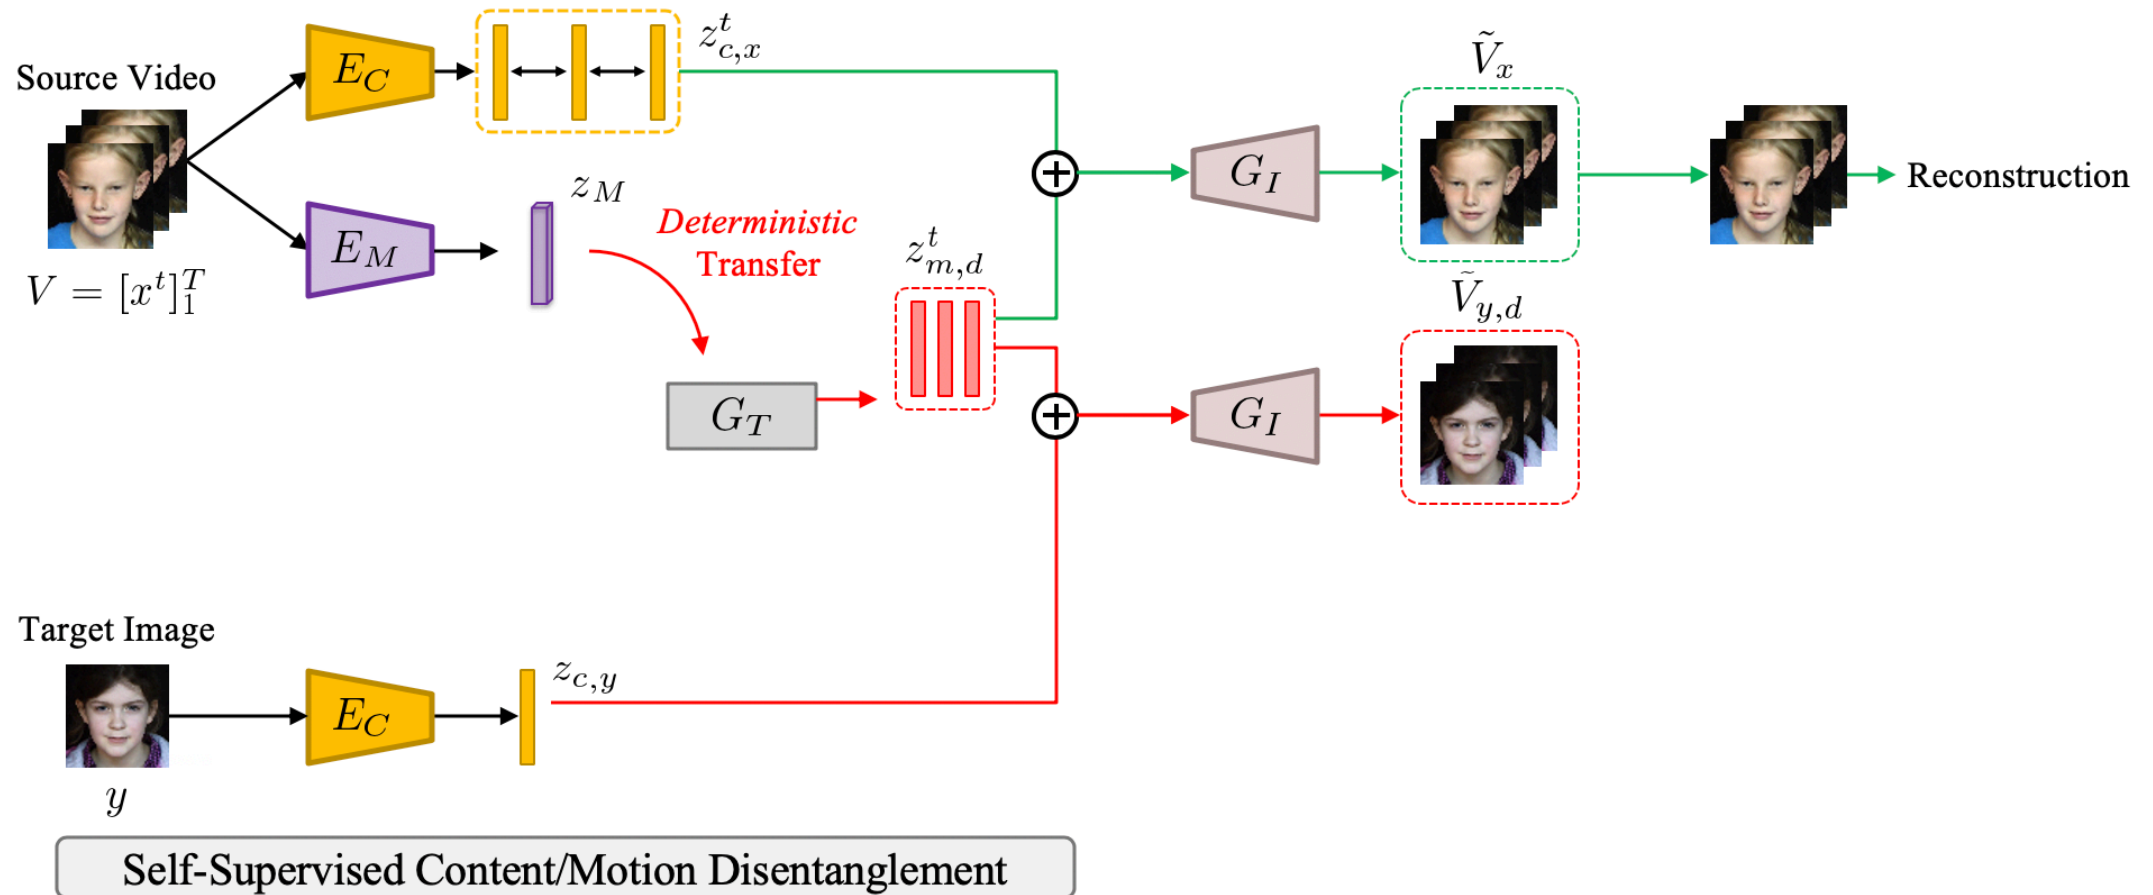 Source Video
V = [x^t]_1^T
E_C
z^t_{c,x}
E_M
z_M
Deterministic
Transfer
G_T
z^t_{m,d}
+
G_I
Ṽ_x
Reconstruction
+
G_I
Ṽ_{y,d}
Target Image
y
E_C
z_{c,y}
Self-Supervised Content/Motion Disentanglement